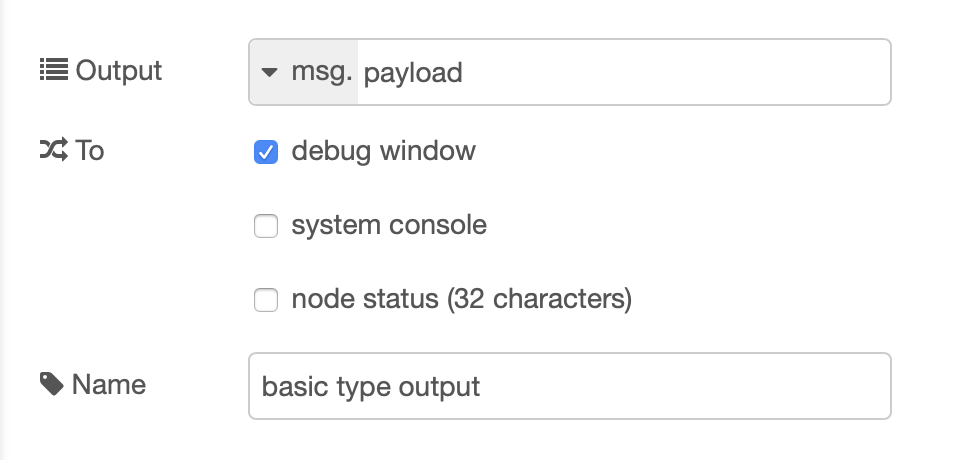 Output msg. payload
To debug window
system console
node status (32 characters)
Name basic type output